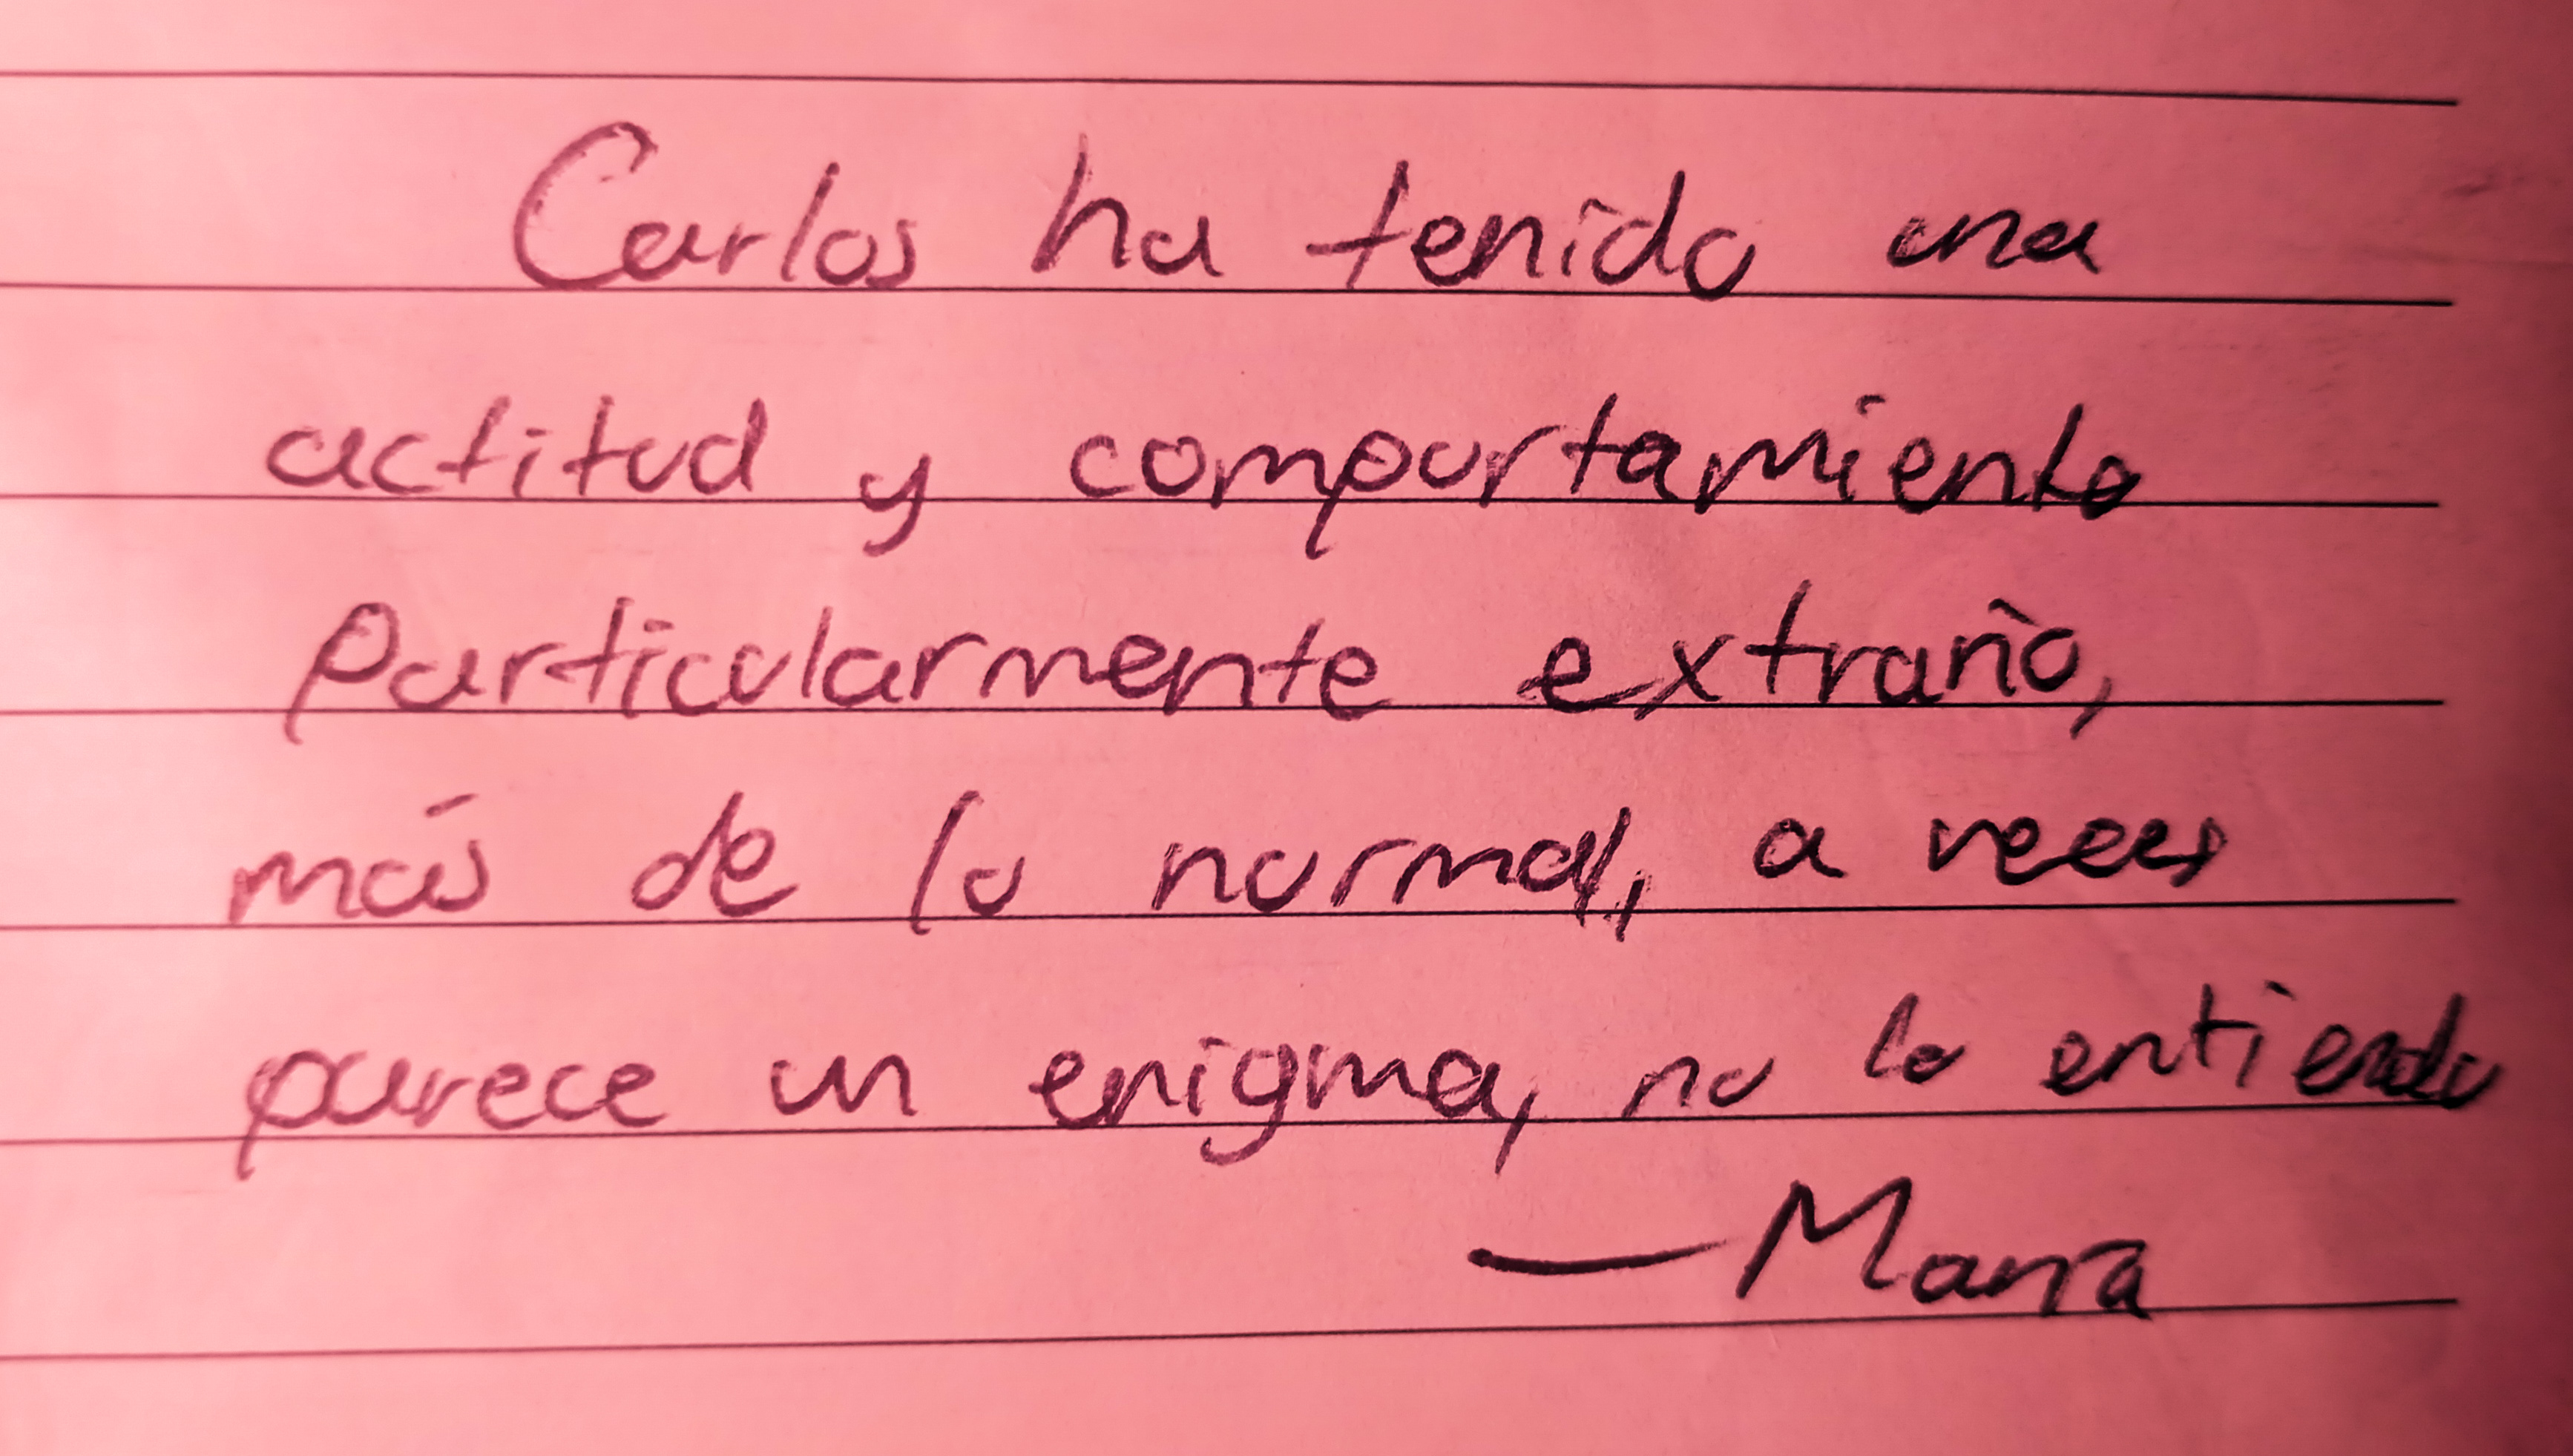 Carlos ha tenido una
actitud y comportamiento
particularmente extraño,
más de lo normal, a veces
parece un enigma, no lo entiendo
— María